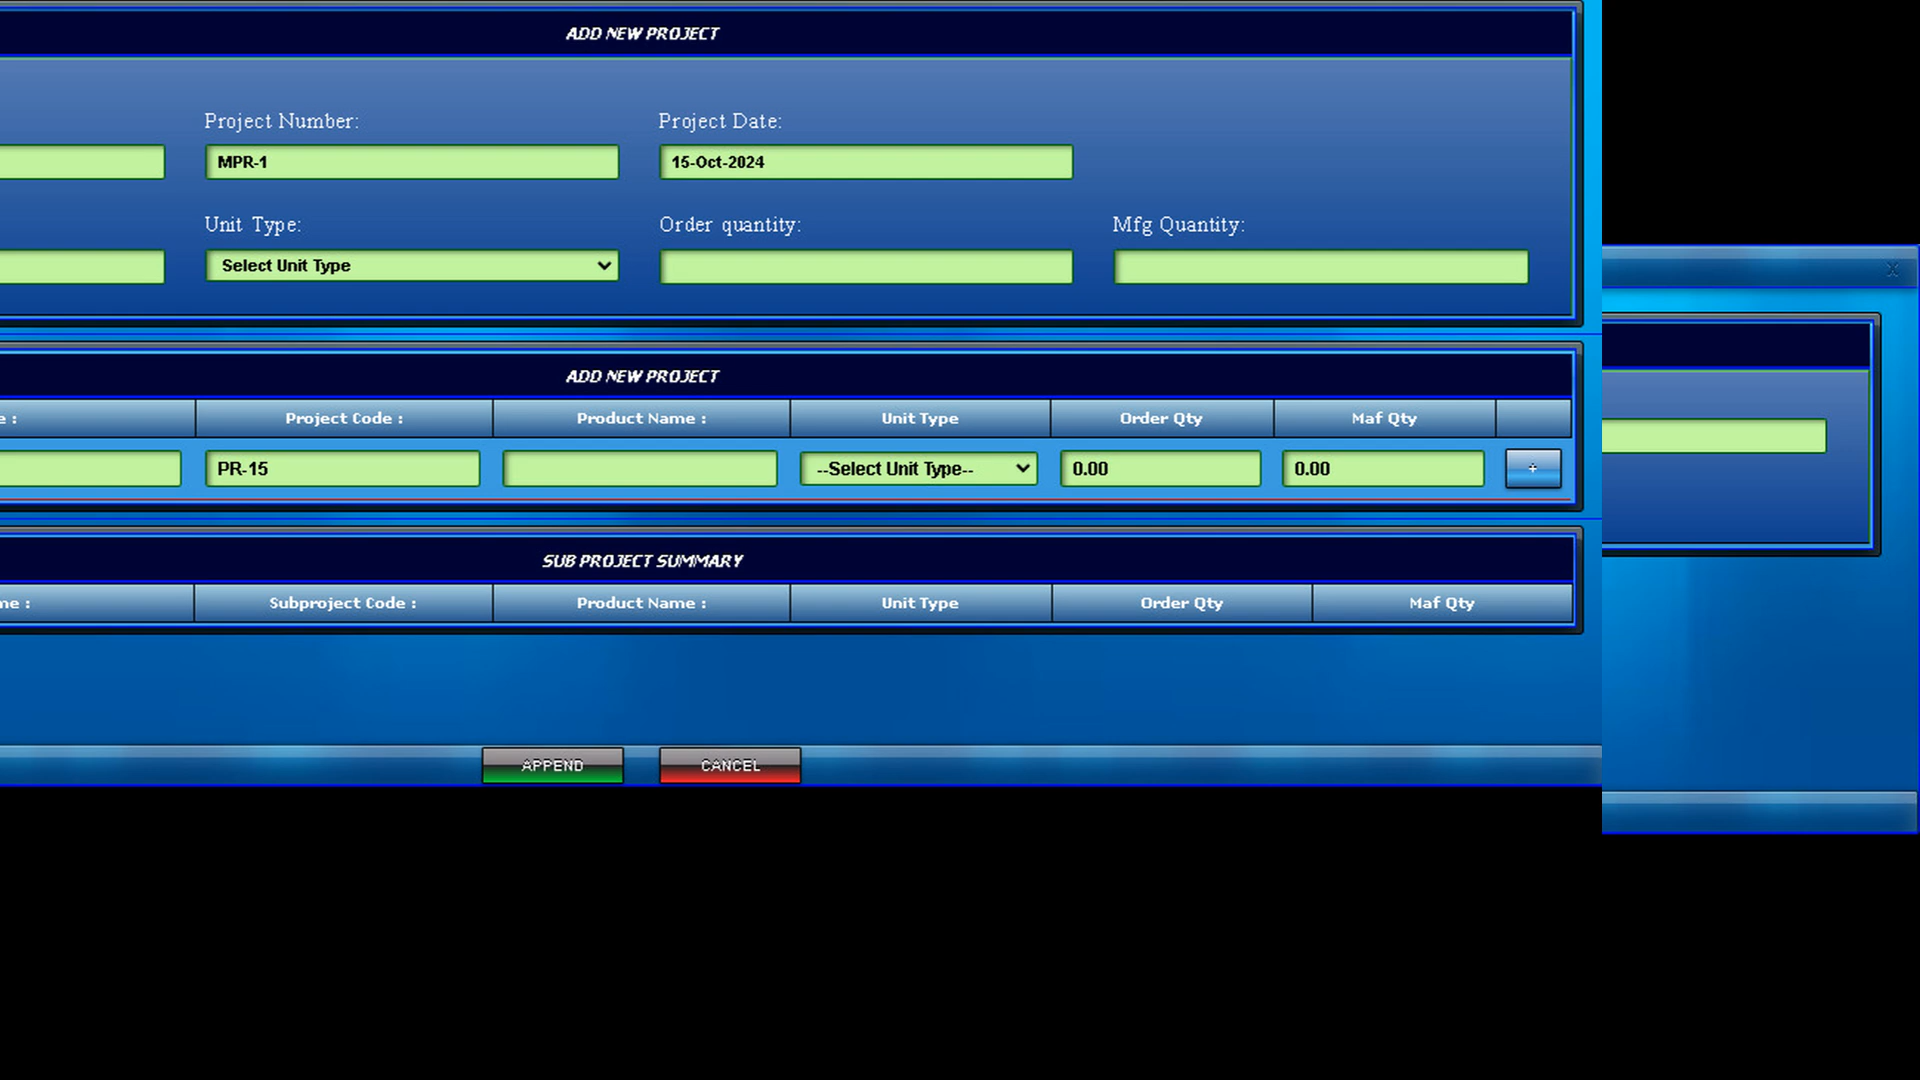 ADD NEW PROJECT
Project Number: Project Date:
MPR-1 15-Oct-2024
Unit Type: Order quantity: Mfg Quantity:
Select Unit Type
ADD NEW PROJECT
e : Project Code : Product Name : Unit Type Order Qty Maf Qty
PR-15 --Select Unit Type-- 0.00 0.00 +
SUB PROJECT SUMMARY
me : Subproject Code : Product Name : Unit Type Order Qty Maf Qty
APPEND CANCEL
X